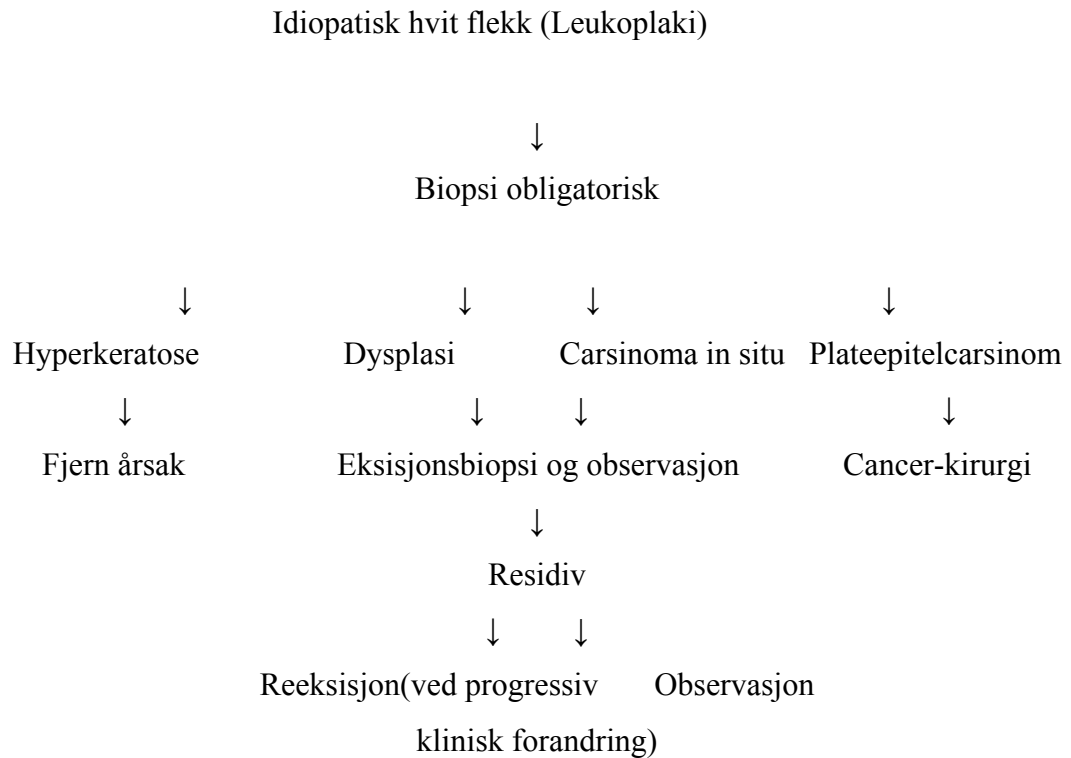 Idiopatisk hvit flekk (Leukoplaki)
↓
Biopsi obligatorisk
↓ ↓ ↓ ↓
Hyperkeratose Dysplasi Carsinoma in situ Plateepitelcarsinom
↓ ↓ ↓ ↓
Fjern årsak Eksisjonsbiopsi og observasjon Cancer-kirurgi
↓
Residiv
↓ ↓
Reeksisjon(ved progressiv Observasjon
klinisk forandring)